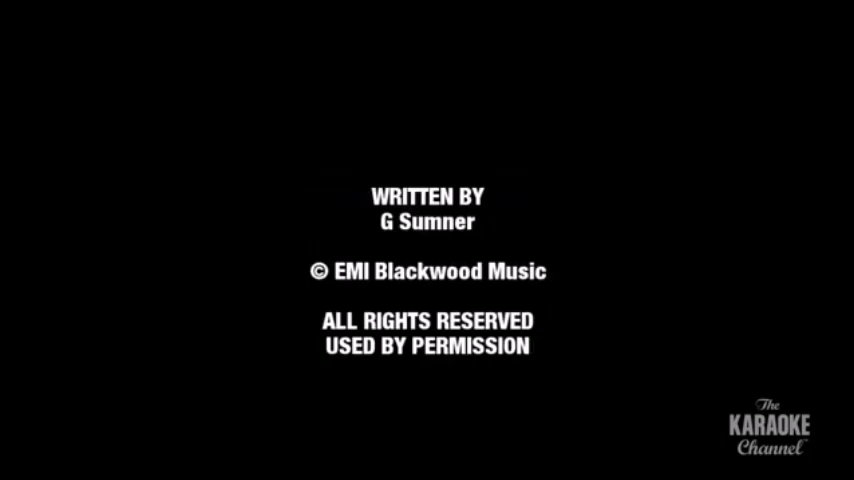 WRITTEN BY
G Sumner
© EMI Blackwood Music
ALL RIGHTS RESERVED
USED BY PERMISSION
The
KARAOKE
Channel